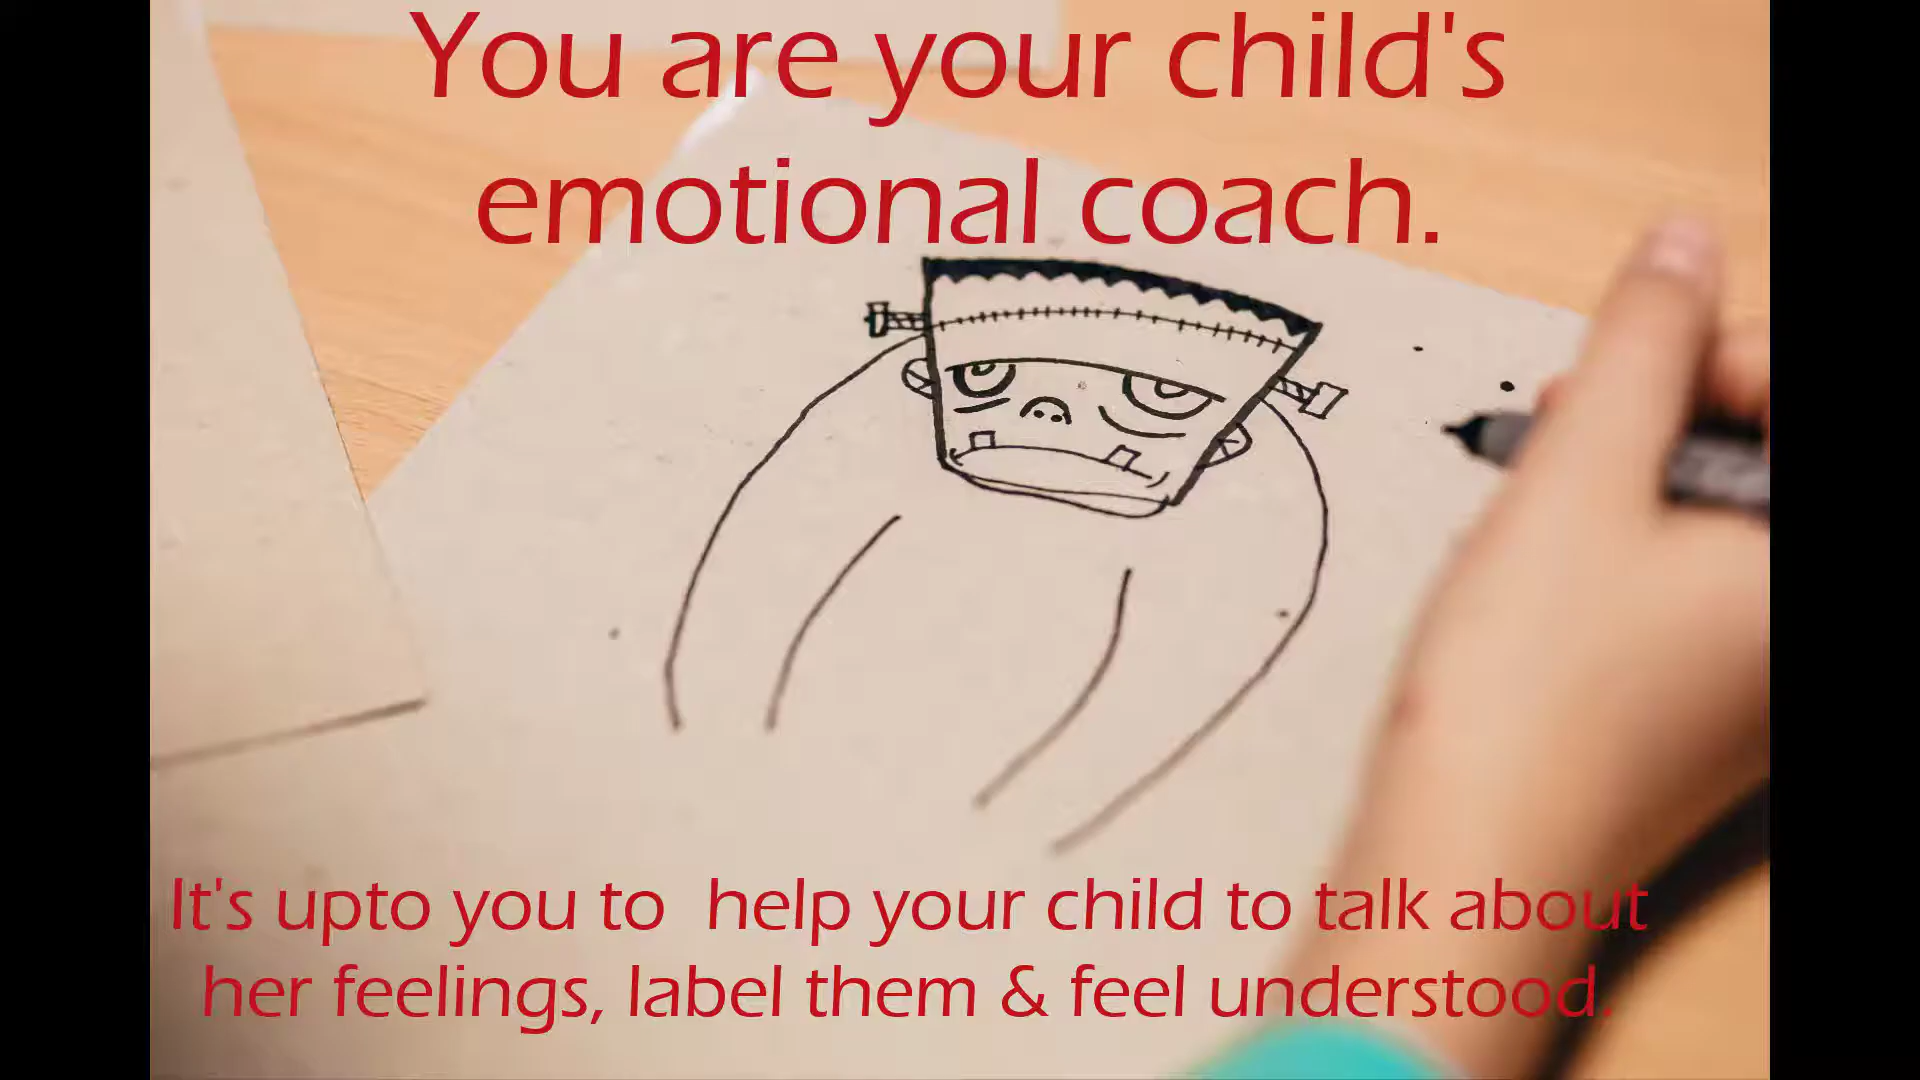 You are your child's
emotional coach.
It's upto you to help your child to talk about
her feelings, label them & feel understood.